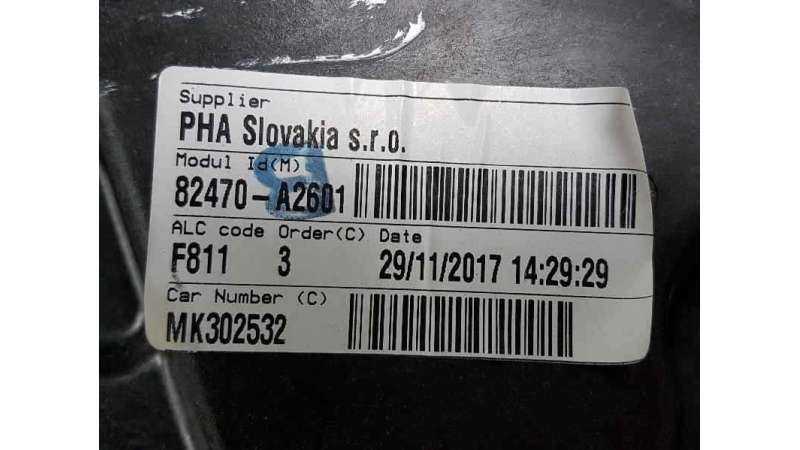 Supplier
PHA Slovakia s.r.o.
Modul Id(M)
82470-A2601
ALC code Order(C) Date
F811 3 29/11/2017 14:29:29
Car Number (C)
MK302532